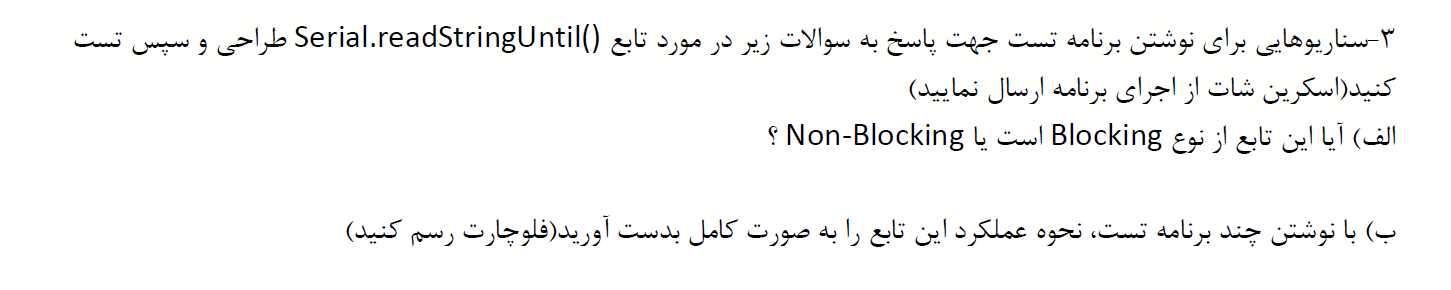 ۳-سناریوهایی برای نوشتن برنامه تست جهت پاسخ به سوالات زیر در مورد تابع Serial.readStringUntil() طراحی و سپس تست
کنید(اسکرین شات از اجرای برنامه ارسال نمایید)
الف) آیا این تابع از نوع Blocking است یا Non-Blocking ؟
ب) با نوشتن چند برنامه تست، نحوه عملکرد این تابع را به صورت کامل بدست آورید(فلوچارت رسم کنید)